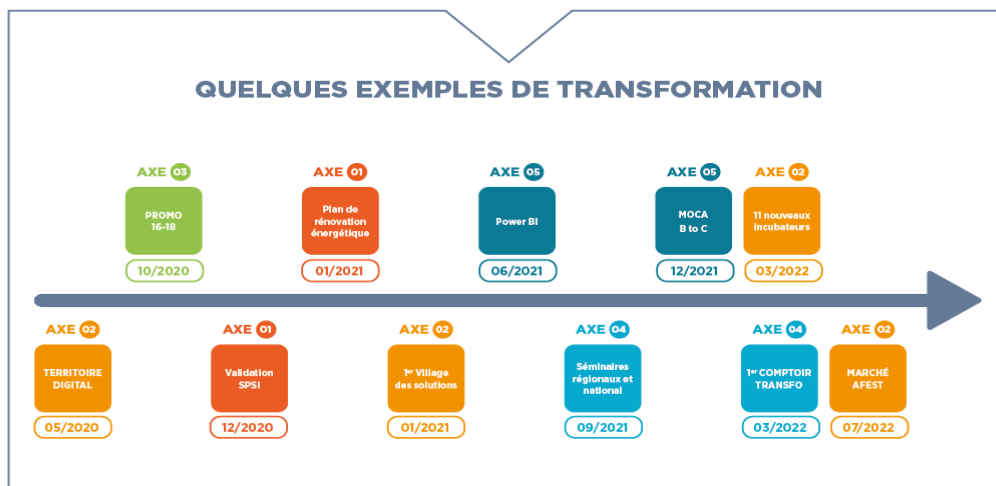 QUELQUES EXEMPLES DE TRANSFORMATION
AXE 03
PROMO
16-18
10/2020
AXE 01
Plan de
rénovation
énergétique
01/2021
AXE 05
Power BI
06/2021
AXE 05
MOCA
B to C
12/2021
AXE 02
11 nouveaux
incubateurs
03/2022
AXE 02
TERRITOIRE
DIGITAL
05/2020
AXE 01
Validation
SPSI
12/2020
AXE 02
1er Village
des solutions
01/2021
AXE 04
Séminaires
régionaux et
national
09/2021
AXE 04
1er COMPTOIR
TRANSFO
03/2022
AXE 02
MARCHÉ
AFEST
07/2022